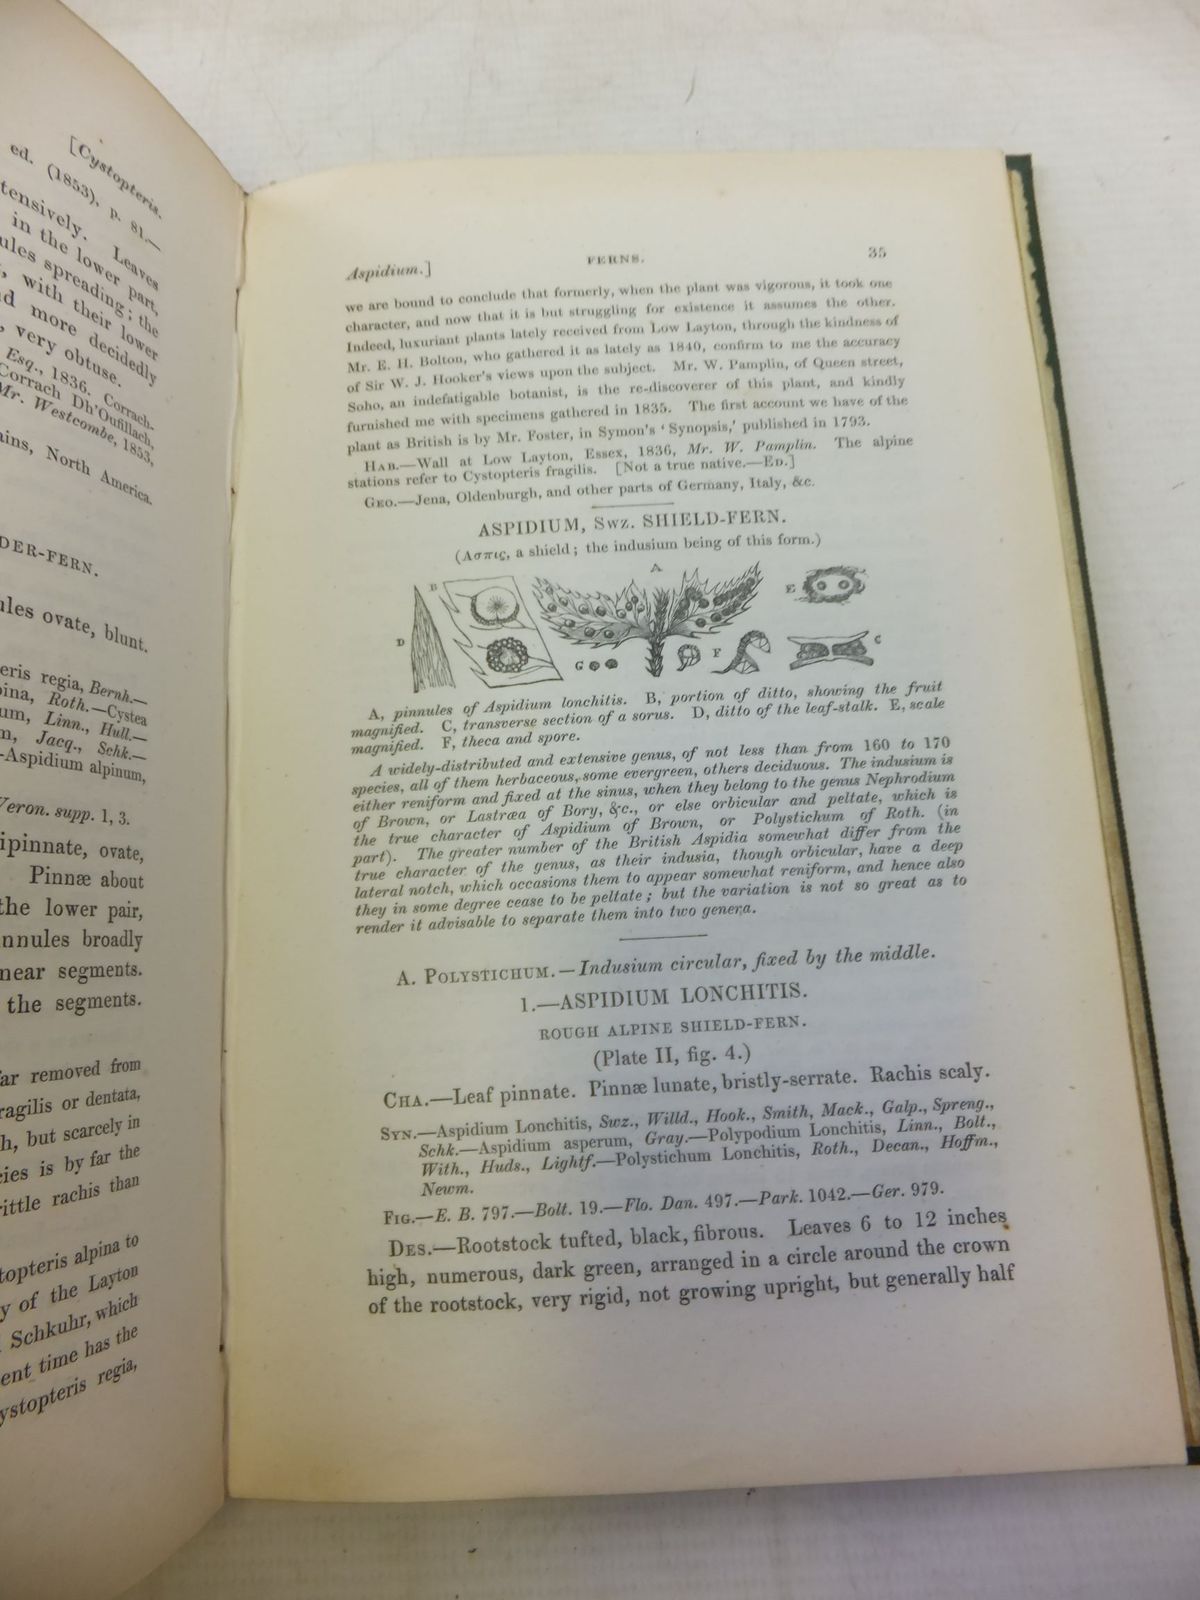 [Cystopteris.
ed. (1853), p. 81.—
tensively. Leaves
in the lower part,
ules spreading; the
, with their lower
d more decidedly
, very obtuse.
Esq., 1836. Corrach-
Corrach Dh'Oufillach,
Mr. Westcombe, 1853,
ains, North America.
DER-FERN.
ules ovate, blunt.
eris regia, Bernh.—
pina, Roth.—Cystea
um, Linn., Hull.—
m, Jacq., Schk.—
-Aspidium alpinum,
Veron. supp. 1, 3.
ipinnate, ovate,
Pinnæ about
the lower pair,
nnules broadly
near segments.
the segments.
far removed from
ragilis or dentata,
h, but scarcely in
cies is by far the
rittle rachis than
topteris alpina to
y of the Layton
Schkuhr, which
ent time has the
ystopteris regia,
Aspidium.] FERNS. 35
we are bound to conclude that formerly, when the plant was vigorous, it took one
character, and now that it is but struggling for existence it assumes the other.
Indeed, luxuriant plants lately received from Low Layton, through the kindness of
Mr. E. H. Bolton, who gathered it as lately as 1840, confirm to me the accuracy
of Sir W. J. Hooker's views upon the subject. Mr. W. Pamplin, of Queen street,
Soho, an indefatigable botanist, is the re-discoverer of this plant, and kindly
furnished me with specimens gathered in 1835. The first account we have of the
plant as British is by Mr. Foster, in Symon's 'Synopsis,' published in 1793.
HAB.—Wall at Low Layton, Essex, 1836, Mr. W. Pamplin. The alpine
stations refer to Cystopteris fragilis. [Not a true native.—ED.]
GEO.—Jena, Oldenburgh, and other parts of Germany, Italy, &c.
ASPIDIUM, Swz. SHIELD-FERN.
(Ασπις, a shield; the indusium being of this form.)
A
B
E
D
G
F
C
A, pinnules of Aspidium lonchitis. B, portion of ditto, showing the fruit
magnified. C, transverse section of a sorus. D, ditto of the leaf-stalk. E, scale
magnified. F, theca and spore.
A widely-distributed and extensive genus, of not less than from 160 to 170
species, all of them herbaceous, some evergreen, others deciduous. The indusium is
either reniform and fixed at the sinus, when they belong to the genus Nephrodium
of Brown, or Lastræa of Bory, &c., or else orbicular and peltate, which is
the true character of Aspidium of Brown, or Polystichum of Roth. (in
part). The greater number of the British Aspidia somewhat differ from the
true character of the genus, as their indusia, though orbicular, have a deep
lateral notch, which occasions them to appear somewhat reniform, and hence also
they in some degree cease to be peltate; but the variation is not so great as to
render it advisable to separate them into two genera.
A. POLYSTICHUM.—Indusium circular, fixed by the middle.
1.—ASPIDIUM LONCHITIS.
ROUGH ALPINE SHIELD-FERN.
(Plate II, fig. 4.)
CHA.—Leaf pinnate. Pinnæ lunate, bristly-serrate. Rachis scaly.
SYN.—Aspidium Lonchitis, Swz., Willd., Hook., Smith, Mack., Galp., Spreng.,
Schk.—Aspidium asperum, Gray.—Polypodium Lonchitis, Linn., Bolt.,
With., Huds., Lightf.—Polystichum Lonchitis, Roth., Decan., Hoffm.,
Newm.
FIG.—E. B. 797.—Bolt. 19.—Flo. Dan. 497.—Park. 1042.—Ger. 979.
DES.—Rootstock tufted, black, fibrous. Leaves 6 to 12 inches
high, numerous, dark green, arranged in a circle around the crown
of the rootstock, very rigid, not growing upright, but generally half